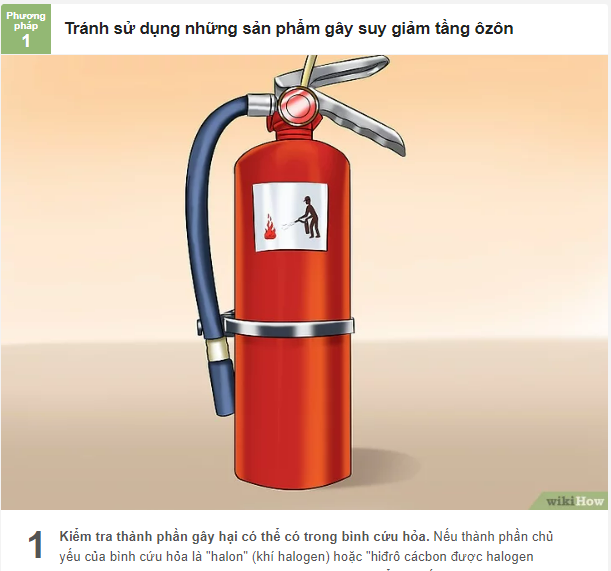 Phương
pháp
1
Tránh sử dụng những sản phẩm gây suy giảm tầng ôzôn
wikiHow
1
Kiểm tra thành phần gây hại có thể có trong bình cứu hỏa. Nếu thành phần chủ
yếu của bình cứu hỏa là "halon" (khí halogen) hoặc "hiđrô cácbon được halogen